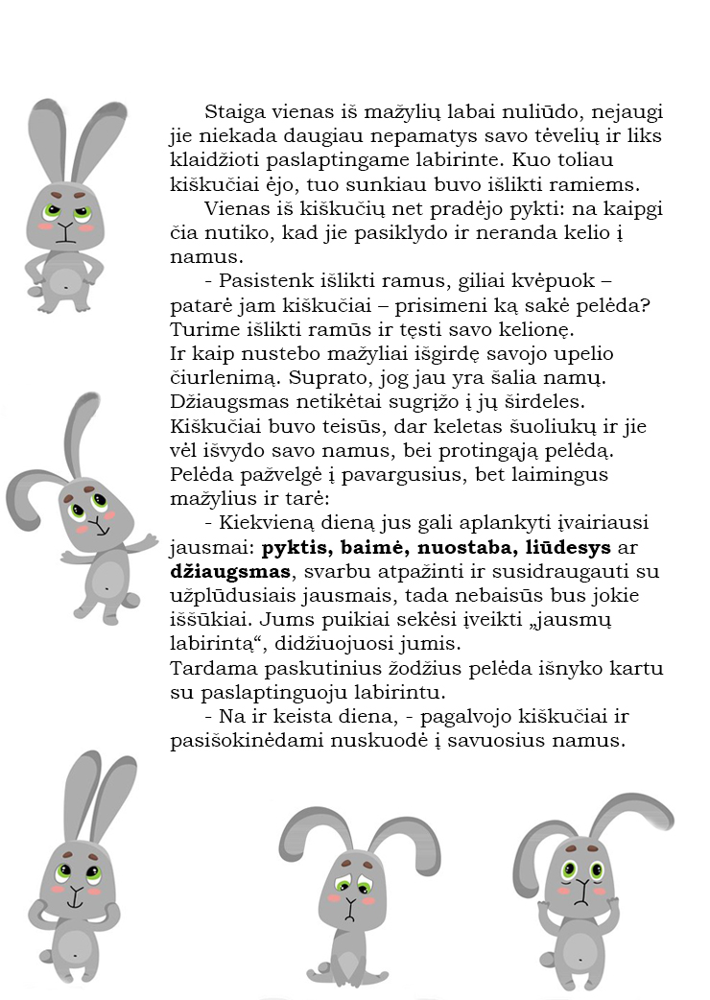 Staiga vienas iš mažylių labai nuliūdo, nejaugi
jie niekada daugiau nepamatys savo tėvelių ir liks
klaidžioti paslaptingame labirinte. Kuo toliau
kiškučiai ėjo, tuo sunkiau buvo išlikti ramiems.
Vienas iš kiškučių net pradėjo pykti: na kaipgi
čia nutiko, kad jie pasiklydo ir neranda kelio į
namus.
- Pasistenk išlikti ramus, giliai kvėpuok –
patarė jam kiškučiai – prisimeni ką sakė pelėda?
Turime išlikti ramūs ir tęsti savo kelionę.
Ir kaip nustebo mažyliai išgirdę savojo upelio
čiurlenimą. Suprato, jog jau yra šalia namų.
Džiaugsmas netikėtai sugrįžo į jų širdeles.
Kiškučiai buvo teisūs, dar keletas šuoliukų ir jie
vėl išvydo savo namus, bei protingąją pelėdą.
Pelėda pažvelgė į pavargusius, bet laimingus
mažylius ir tarė:
- Kiekvieną dieną jus gali aplankyti įvairiausi
jausmai: pyktis, baimė, nuostaba, liūdesys ar
džiaugsmas, svarbu atpažinti ir susidraugauti su
užplūdusiais jausmais, tada nebaisūs bus jokie
iššūkiai. Jums puikiai sekėsi įveikti „jausmų
labirintą“, didžiuojuosi jumis.
Tardama paskutinius žodžius pelėda išnyko kartu
su paslaptinguoju labirintu.
- Na ir keista diena, - pagalvojo kiškučiai ir
pasišokinėdami nuskuodė į savuosius namus.